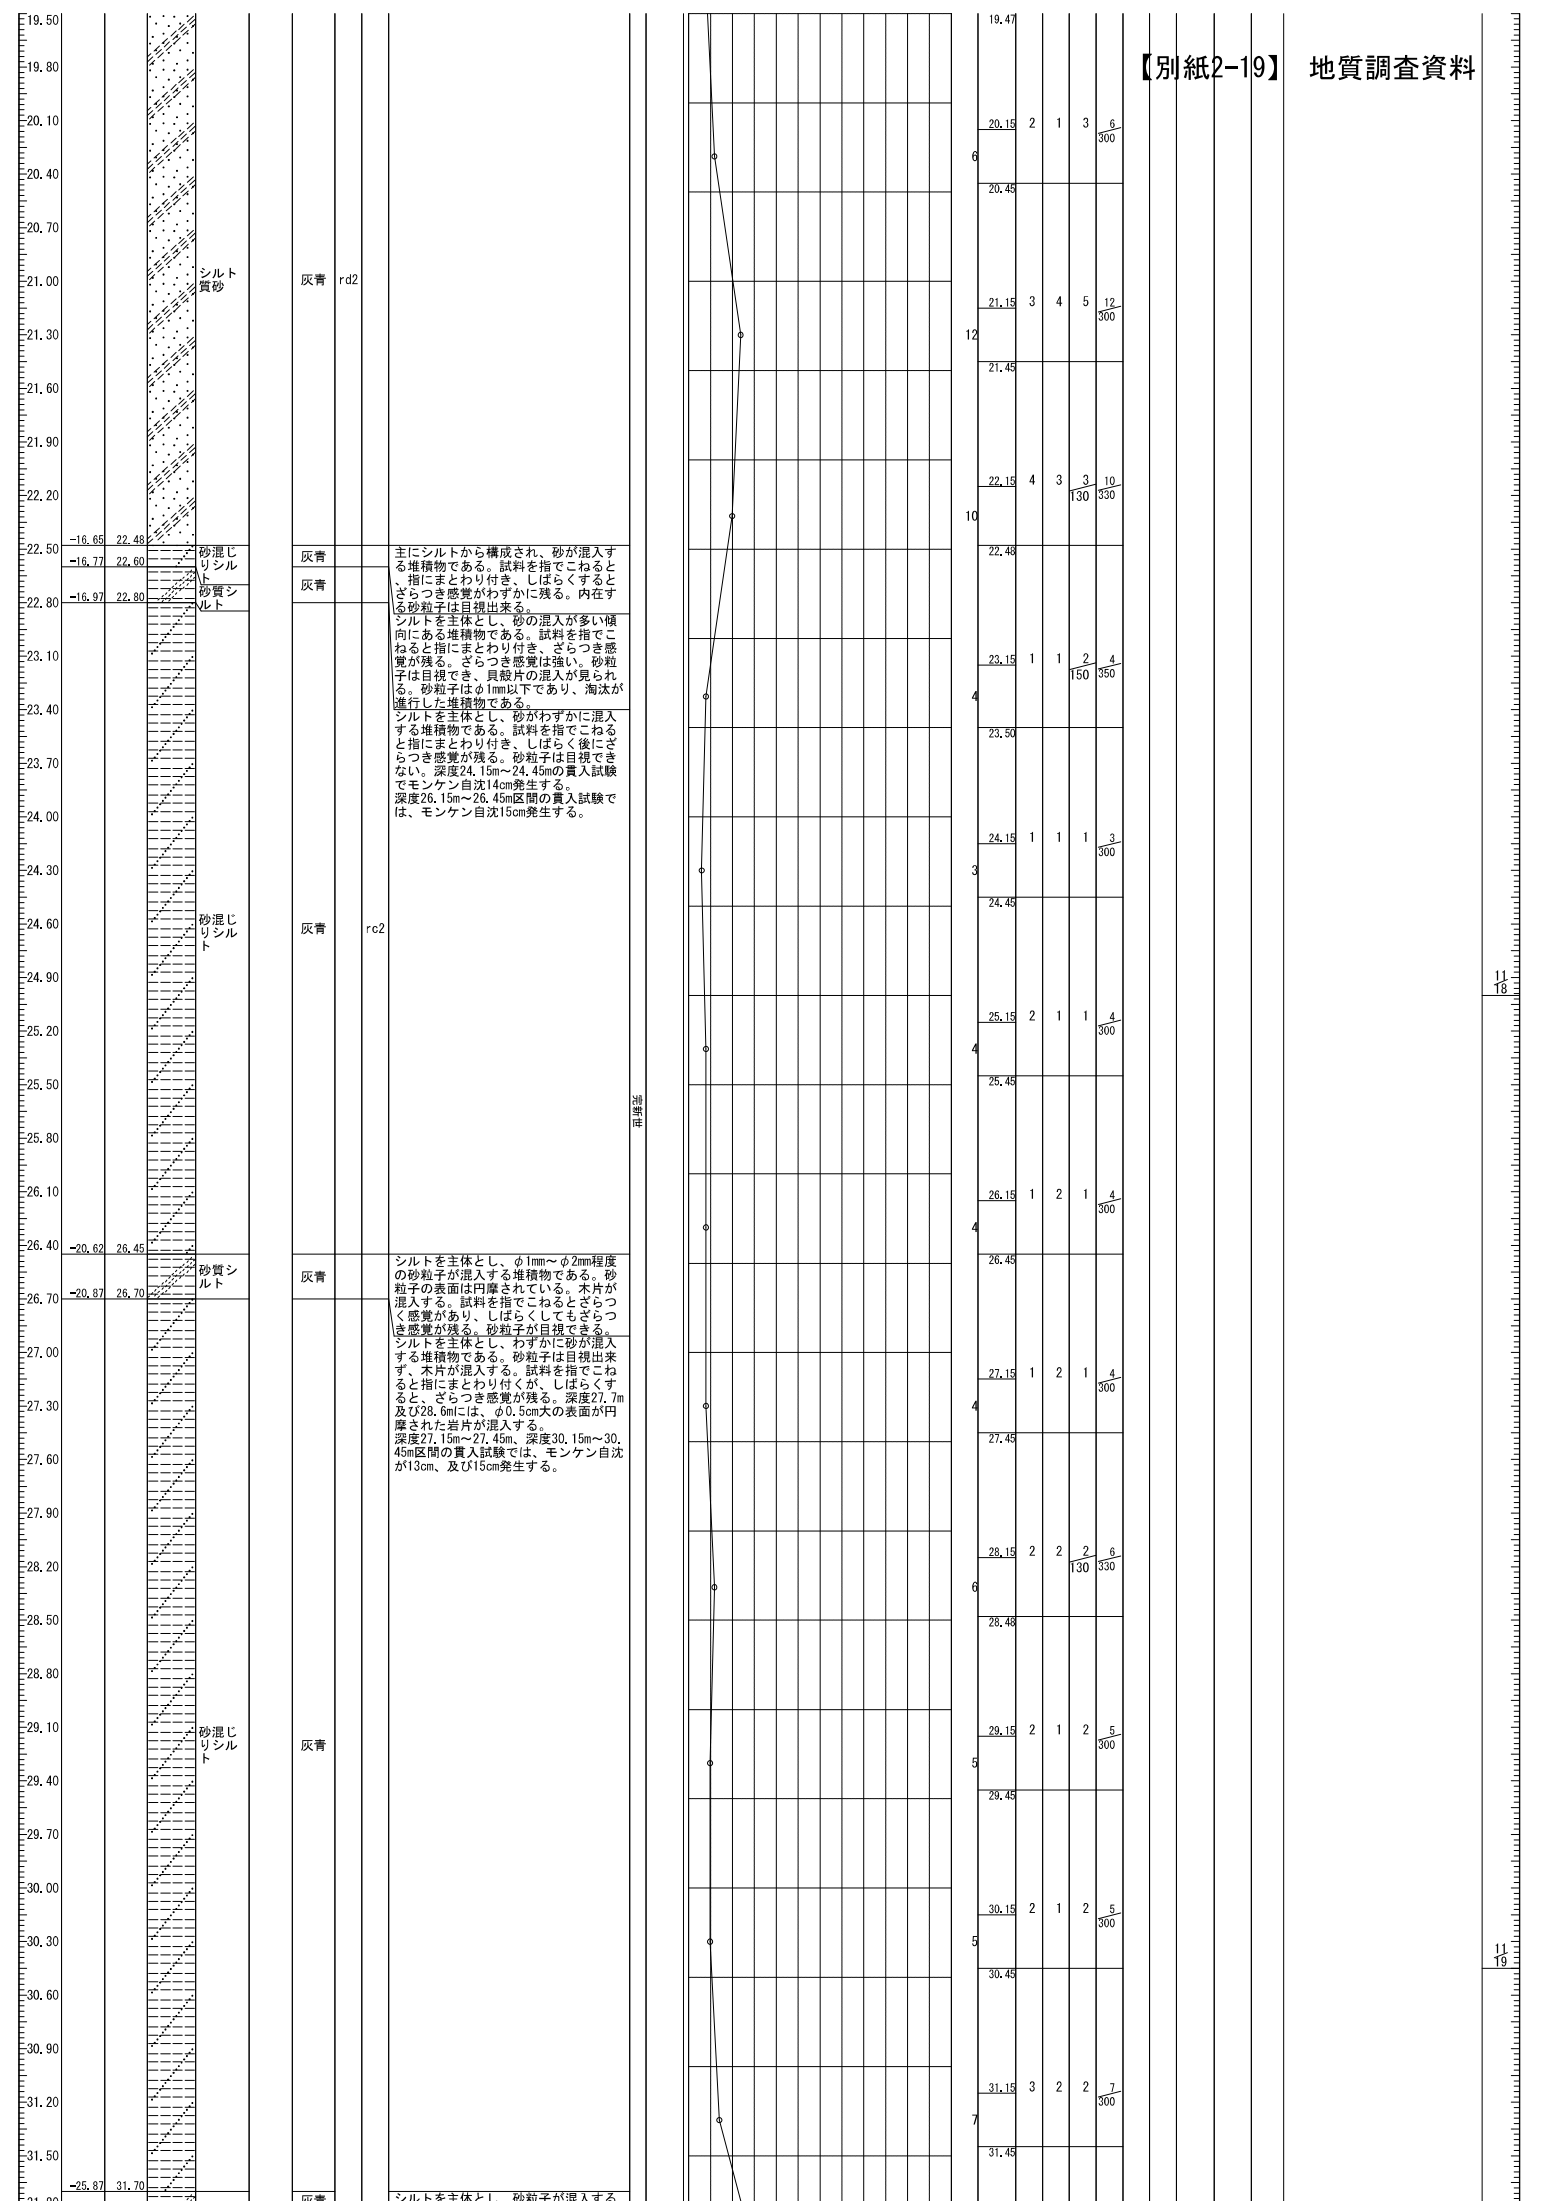 【別紙2-19】 地質調査資料
19.50
19.80
20.10
20.40
20.70
21.00
21.30
21.60
21.90
22.20
22.50
22.80
23.10
23.40
23.70
24.00
24.30
24.60
24.90
25.20
25.50
25.80
26.10
26.40
26.70
27.00
27.30
27.60
27.90
28.20
28.50
28.80
29.10
29.40
29.70
30.00
30.30
30.60
30.90
31.20
31.50
31.80
-16.65 22.48
-16.77 22.60
-16.97 22.80
-20.62 26.45
-20.87 26.70
-25.87 31.70
シルト
質砂
砂混じ
りシル
ト
砂質シ
ルト
砂混じ
りシル
ト
砂質シ
ルト
砂混じ
りシル
ト
灰青
灰青
灰青
灰青
灰青
灰青
灰青
rd2
rc2
主にシルトから構成され、砂が混入す
る堆積物である。試料を指でこねると
、指にまとわり付き、しばらくすると
ざらつき感覚がわずかに残る。内在す
る砂粒子は目視出来る。
シルトを主体とし、砂の混入が多い傾
向にある堆積物である。試料を指でこ
ねると指にまとわり付き、ざらつき感
覚が残る。ざらつき感覚は強い。砂粒
子は目視でき、貝殻片の混入が見られ
る。砂粒子はφ1mm以下であり、淘汰が
進行した堆積物である。
シルトを主体とし、砂がわずかに混入
する堆積物である。試料を指でこねる
と指にまとわり付き、しばらく後にざ
らつき感覚が残る。砂粒子は目視でき
ない。深度24.15m～24.45mの貫入試験
でモンケン自沈14cm発生する。
深度26.15m～26.45m区間の貫入試験で
は、モンケン自沈15cm発生する。
シルトを主体とし、φ1mm～φ2mm程度
の砂粒子が混入する堆積物である。砂
粒子の表面は円摩されている。木片が
混入する。試料を指でこねるとざらつ
く感覚があり、しばらくしてもざらつ
き感覚が残る。砂粒子が目視できる。
シルトを主体とし、わずかに砂が混入
する堆積物である。砂粒子は目視出来
ず、木片が混入する。試料を指でこね
ると指にまとわり付くが、しばらくす
ると、ざらつき感覚が残る。深度27.7m
及び28.6mには、φ0.5cm大の表面が円
摩された岩片が混入する。
深度27.15m～27.45m、深度30.15m～30.
45m区間の貫入試験では、モンケン自沈
が13cm、及び15cm発生する。
シルトを主体とし、砂粒子が混入する
完新世
19.47
20.15 2 1 3 6
300
6
20.45
21.15 3 4 5 12
300
12
21.45
22.15 4 3 3 10
130 330
10
22.48
23.15 1 1 2 4
150 350
4
23.50
24.15 1 1 1 3
300
3
24.45
25.15 2 1 1 4
300
4
25.45
26.15 1 2 1 4
300
4
26.45
27.15 1 2 1 4
300
4
27.45
28.15 2 2 2 6
130 330
6
28.48
29.15 2 1 2 5
300
5
29.45
30.15 2 1 2 5
300
5
30.45
31.15 3 2 2 7
300
7
31.45
11
18
11
19